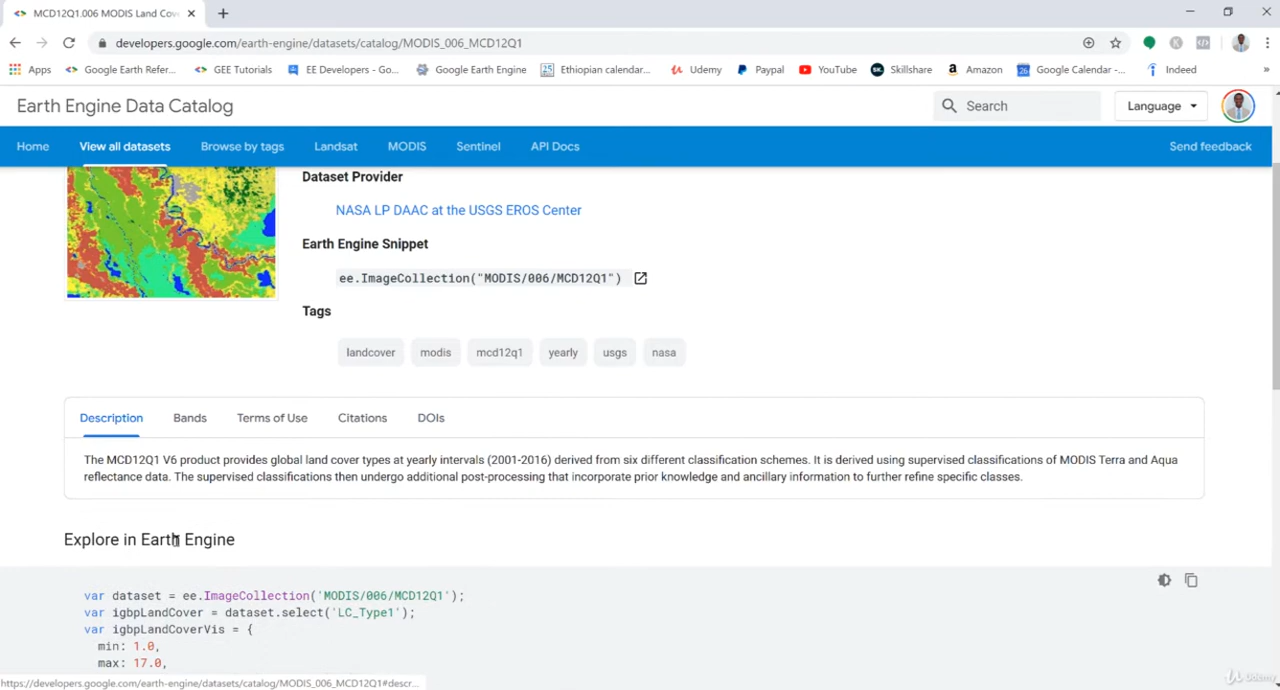 MCD12Q1.006 MODIS Land Cov
developers.google.com/earth-engine/datasets/catalog/MODIS_006_MCD12Q1
Apps Google Earth Refer... GEE Tutorials EE Developers - Go... Google Earth Engine Ethiopian calendar... Udemy Paypal YouTube Skillshare Amazon Google Calendar -... Indeed »
Earth Engine Data Catalog Search Language
Home View all datasets Browse by tags Landsat MODIS Sentinel API Docs Send feedback
Dataset Provider
NASA LP DAAC at the USGS EROS Center
Earth Engine Snippet
ee.ImageCollection("MODIS/006/MCD12Q1")
Tags
landcover modis mcd12q1 yearly usgs nasa
Description Bands Terms of Use Citations DOIs
The MCD12Q1 V6 product provides global land cover types at yearly intervals (2001-2016) derived from six different classification schemes. It is derived using supervised classifications of MODIS Terra and Aqua
reflectance data. The supervised classifications then undergo additional post-processing that incorporate prior knowledge and ancillary information to further refine specific classes.
Explore in Earth Engine
var dataset = ee.ImageCollection('MODIS/006/MCD12Q1');
var igbpLandCover = dataset.select('LC_Type1');
var igbpLandCoverVis = {
min: 1.0,
max: 17.0,
https://developers.google.com/earth-engine/datasets/catalog/MODIS_006_MCD12Q1#descr...
Udemy